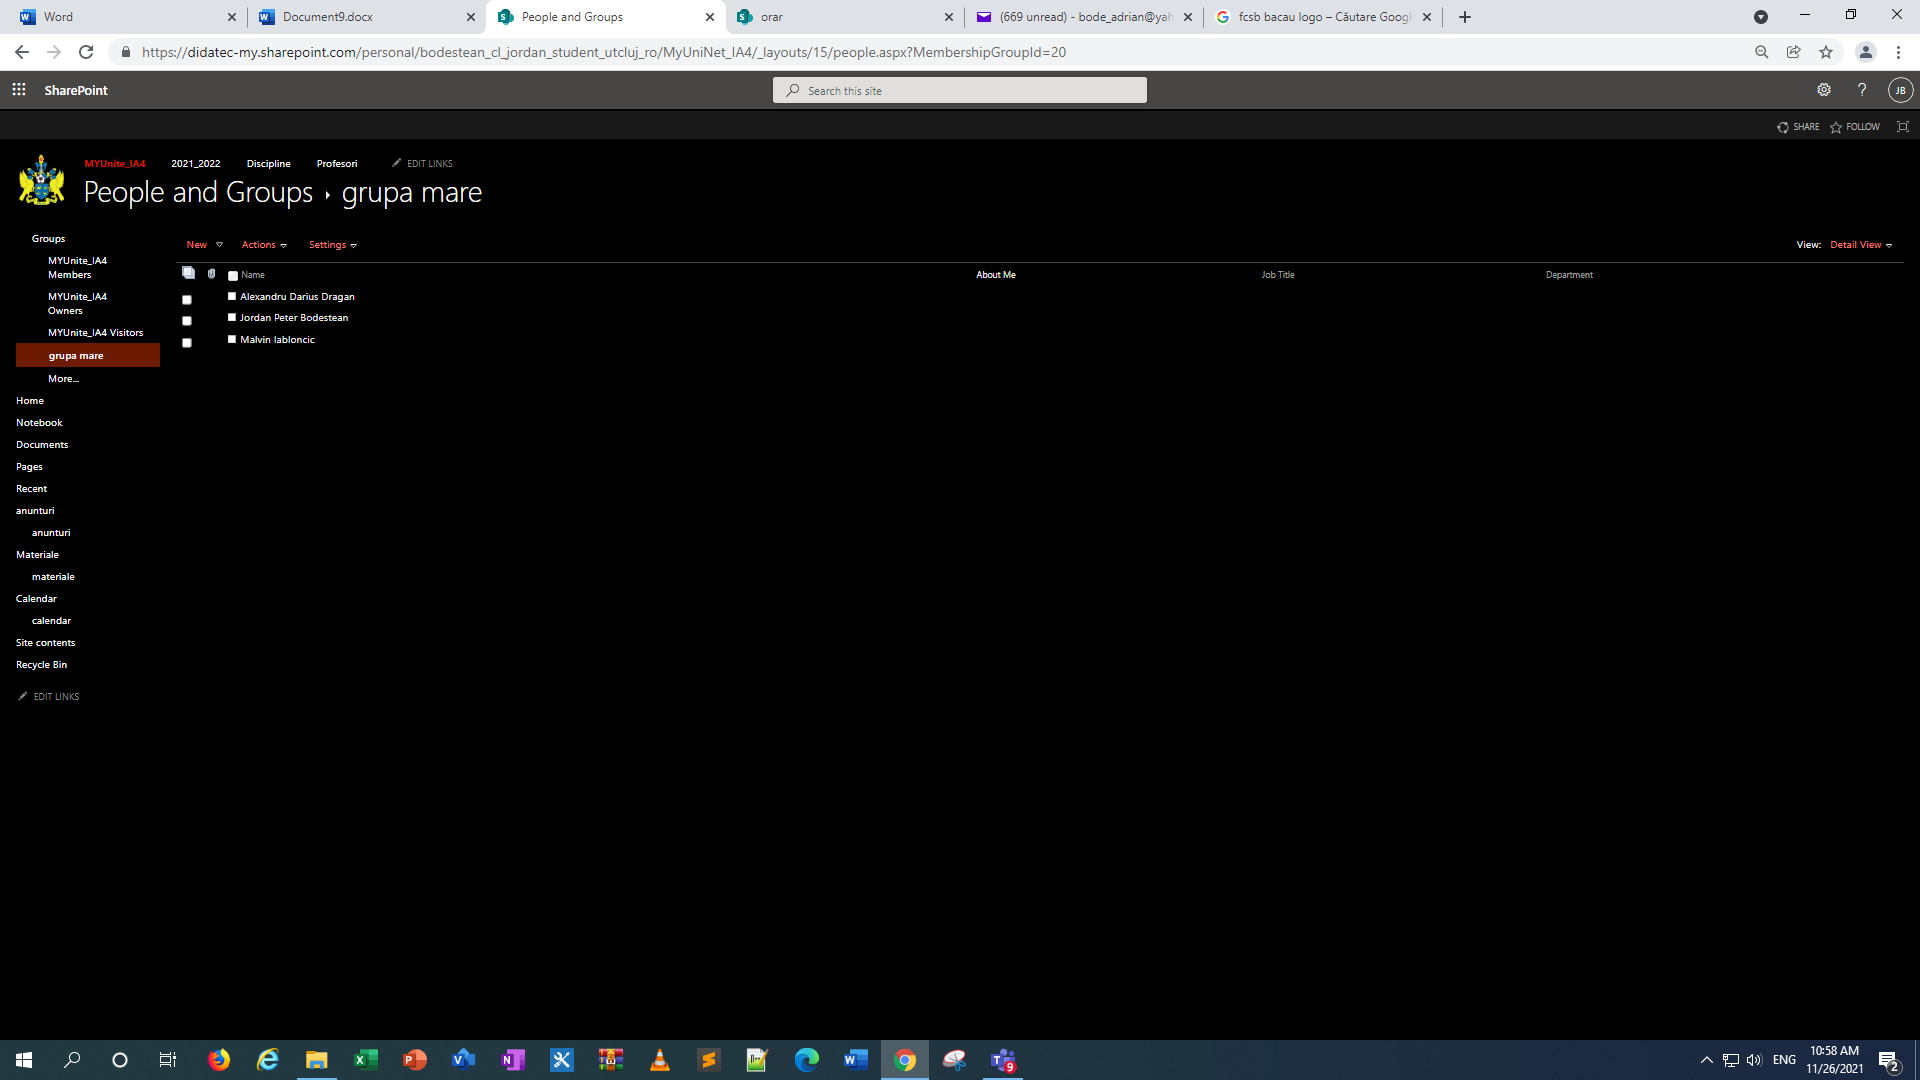 Word
Document9.docx
People and Groups
orar
(669 unread) - bode_adrian@yah
fcsb bacau logo – Căutare Googl
https://didatec-my.sharepoint.com/personal/bodestean_cl_jordan_student_utcluj_ro/MyUniNet_IA4/_layouts/15/people.aspx?MembershipGroupId=20
SharePoint
Search this site
?
JB
SHARE
FOLLOW
MYUnite_IA4 2021_2022 Discipline Profesori EDIT LINKS
People and Groups grupa mare
Groups
MYUnite_IA4
Members
MYUnite_IA4
Owners
MYUnite_IA4 Visitors
grupa mare
More...
Home
Notebook
Documents
Pages
Recent
anunturi
anunturi
Materiale
materiale
Calendar
calendar
Site contents
Recycle Bin
EDIT LINKS
New Actions Settings
View: Detail View
Name About Me Job Title Department
Alexandru Darius Dragan
Jordan Peter Bodestean
Malvin Iabloncic
ENG
10:58 AM
11/26/2021
9
2